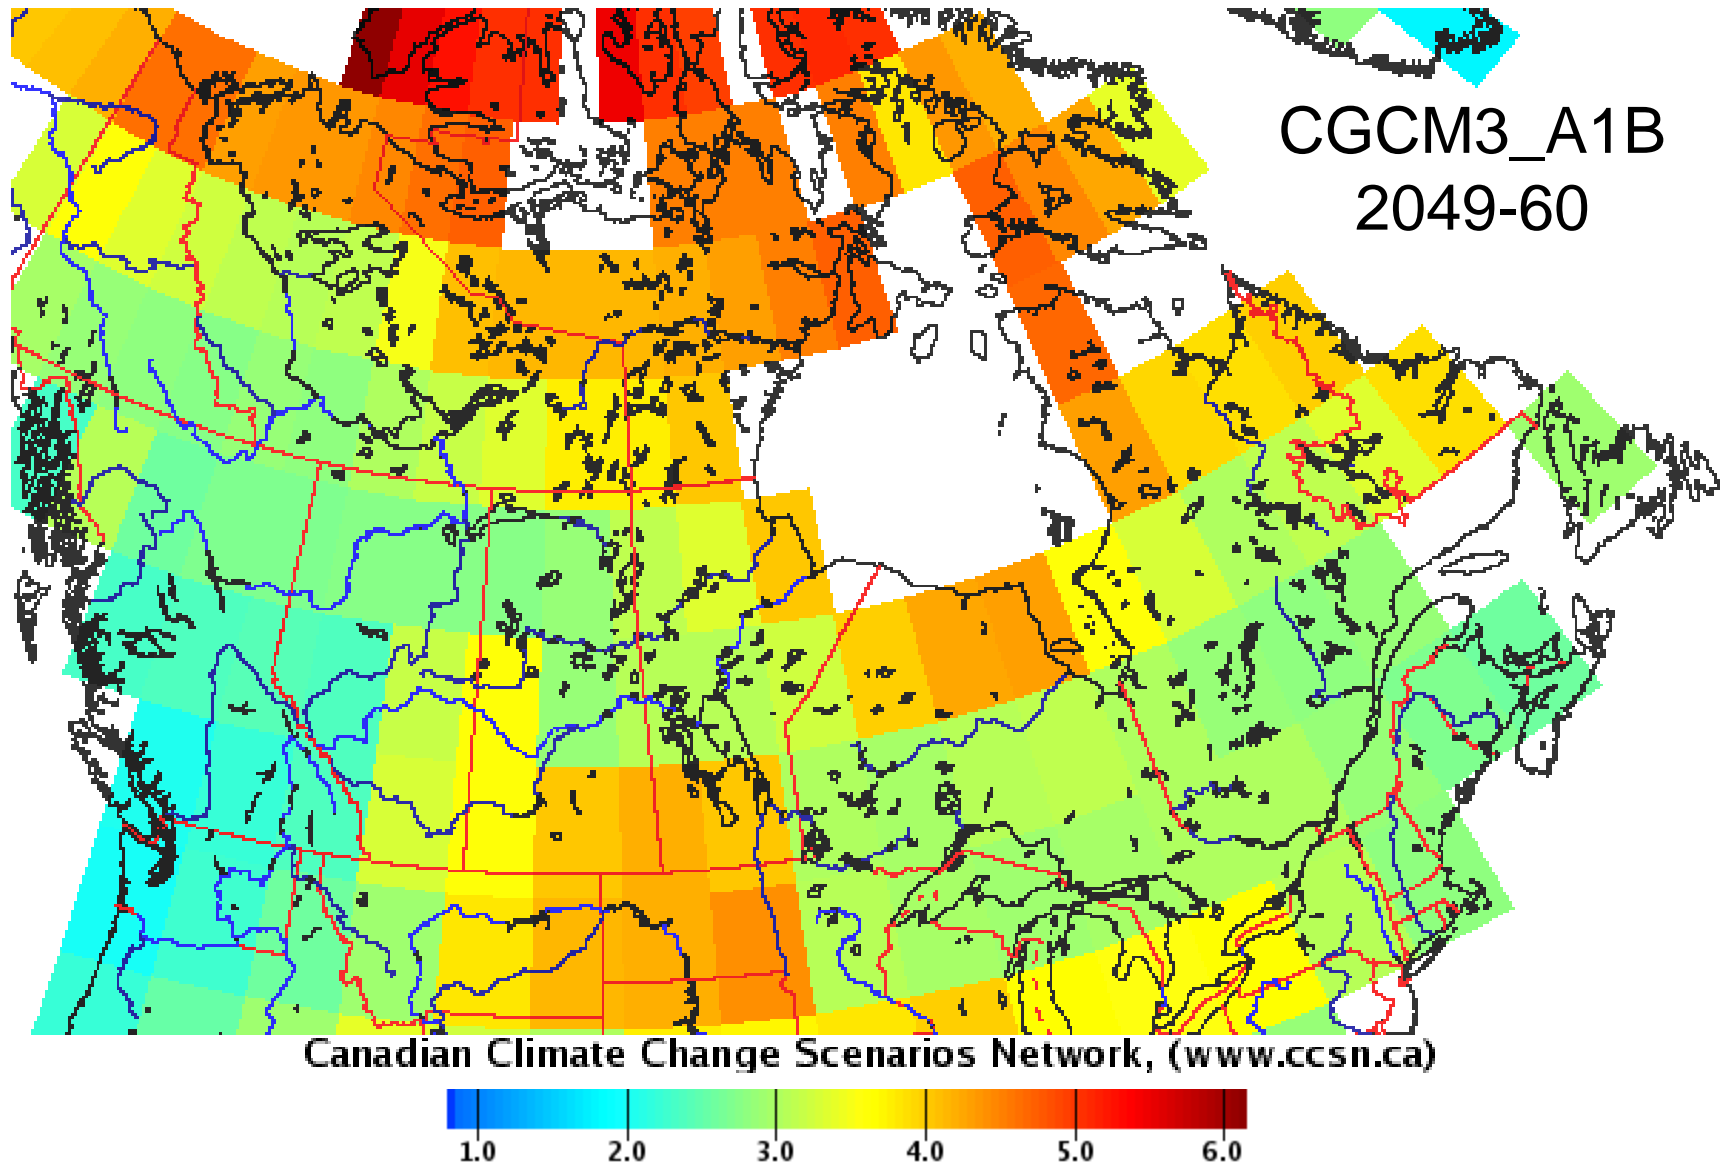 CGCM3_A1B
2049-60
Canadian Climate Change Scenarios Network, (www.ccsn.ca)
1.0 2.0 3.0 4.0 5.0 6.0